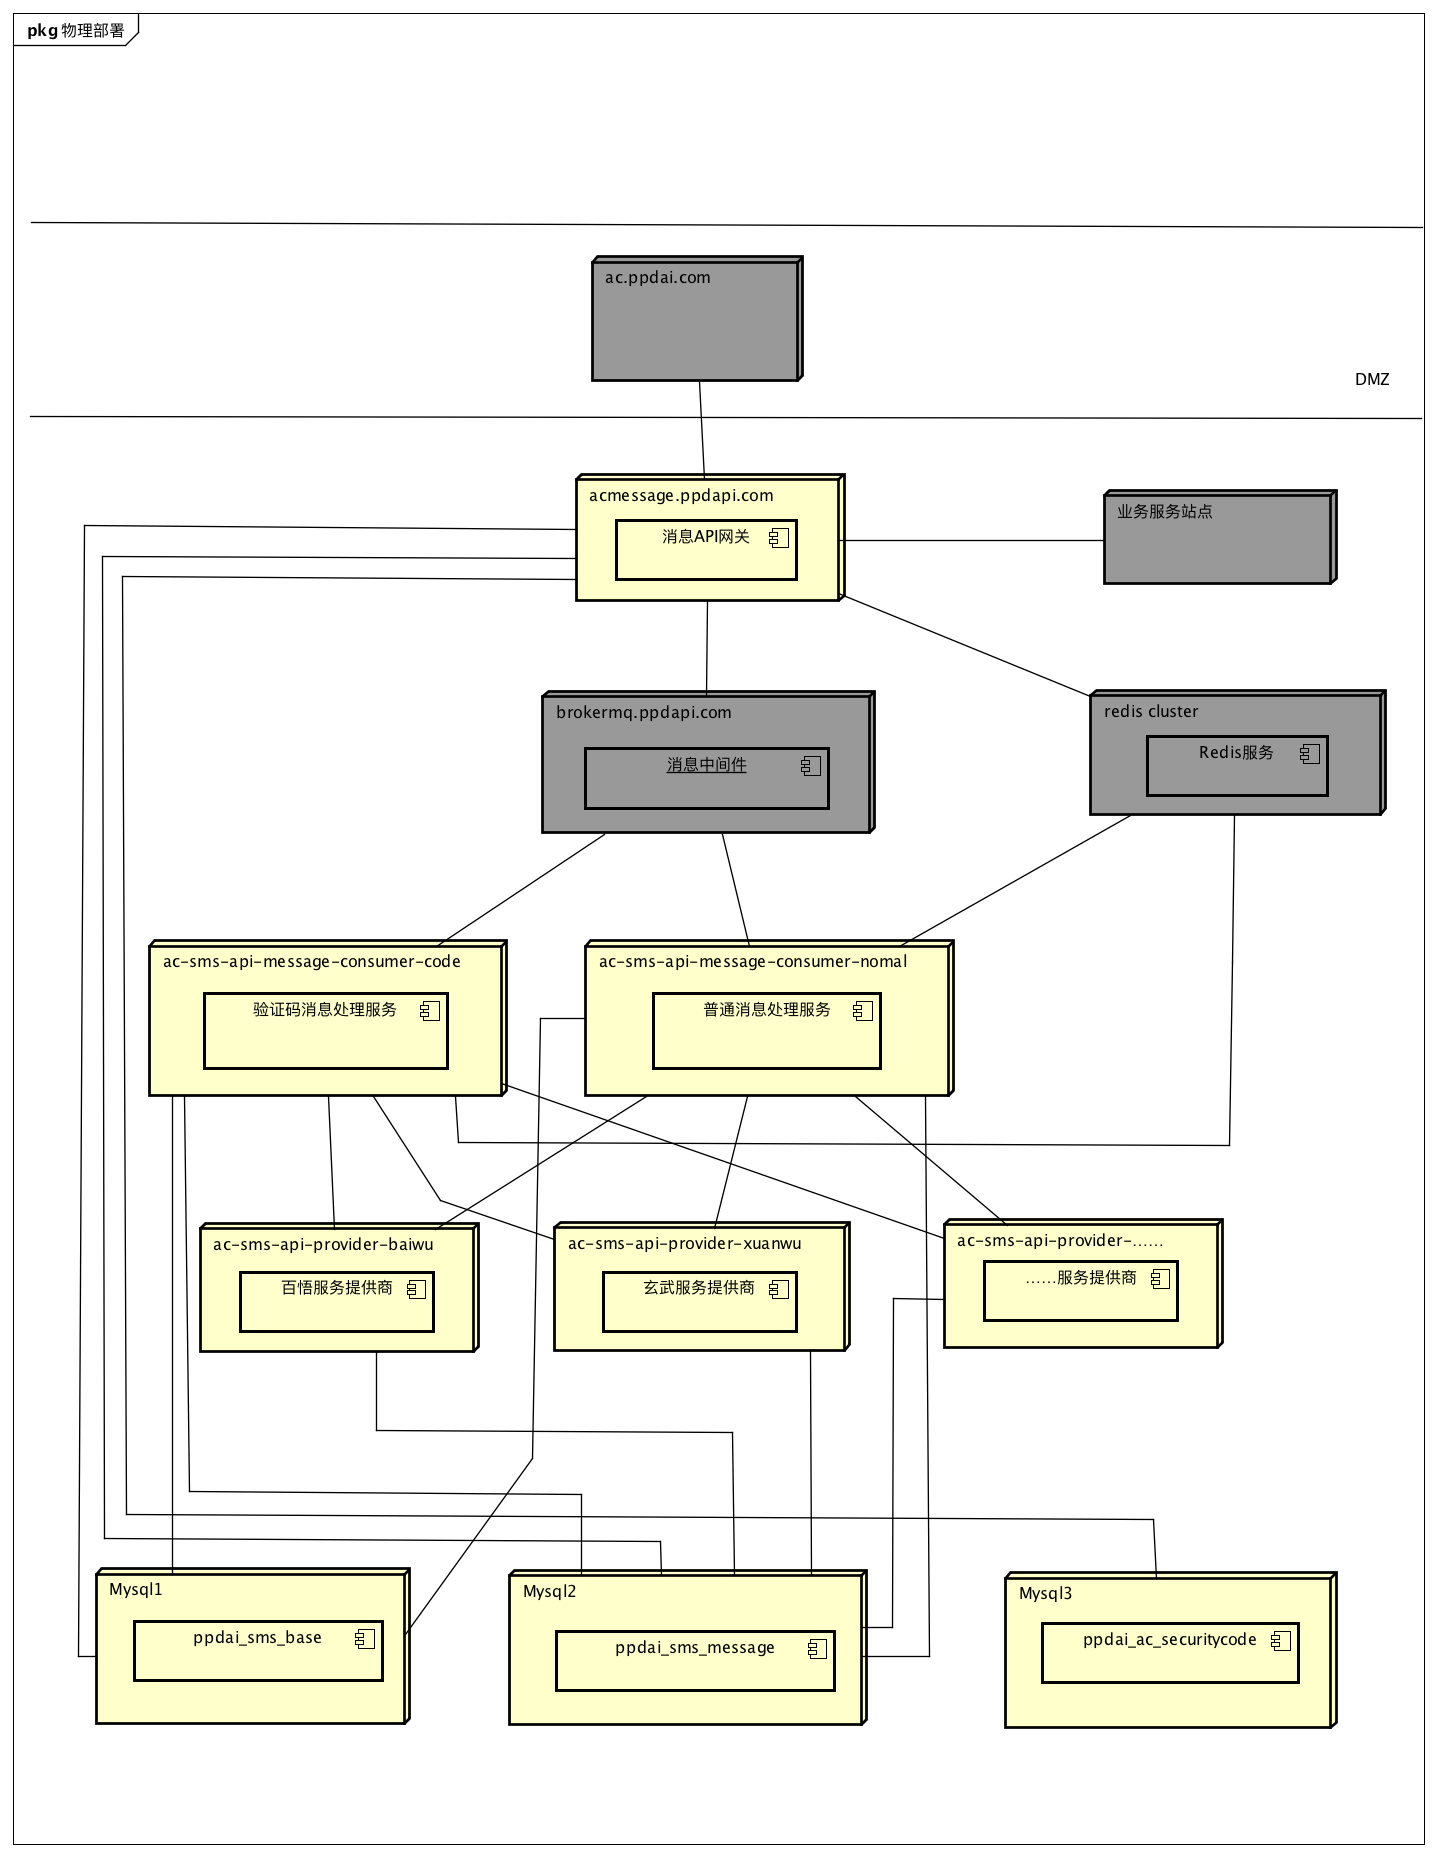 pkg 物理部署
ac.ppdai.com
DMZ
acmessage.ppdapi.com
消息API网关
业务服务站点
brokermq.ppdapi.com
消息中间件
redis cluster
Redis服务
ac-sms-api-message-consumer-code
验证码消息处理服务
ac-sms-api-message-consumer-nomal
普通消息处理服务
ac-sms-api-provider-baiwu
百悟服务提供商
ac-sms-api-provider-xuanwu
玄武服务提供商
ac-sms-api-provider-……
……服务提供商
Mysql1
ppdai_sms_base
Mysql2
ppdai_sms_message
Mysql3
ppdai_ac_securitycode